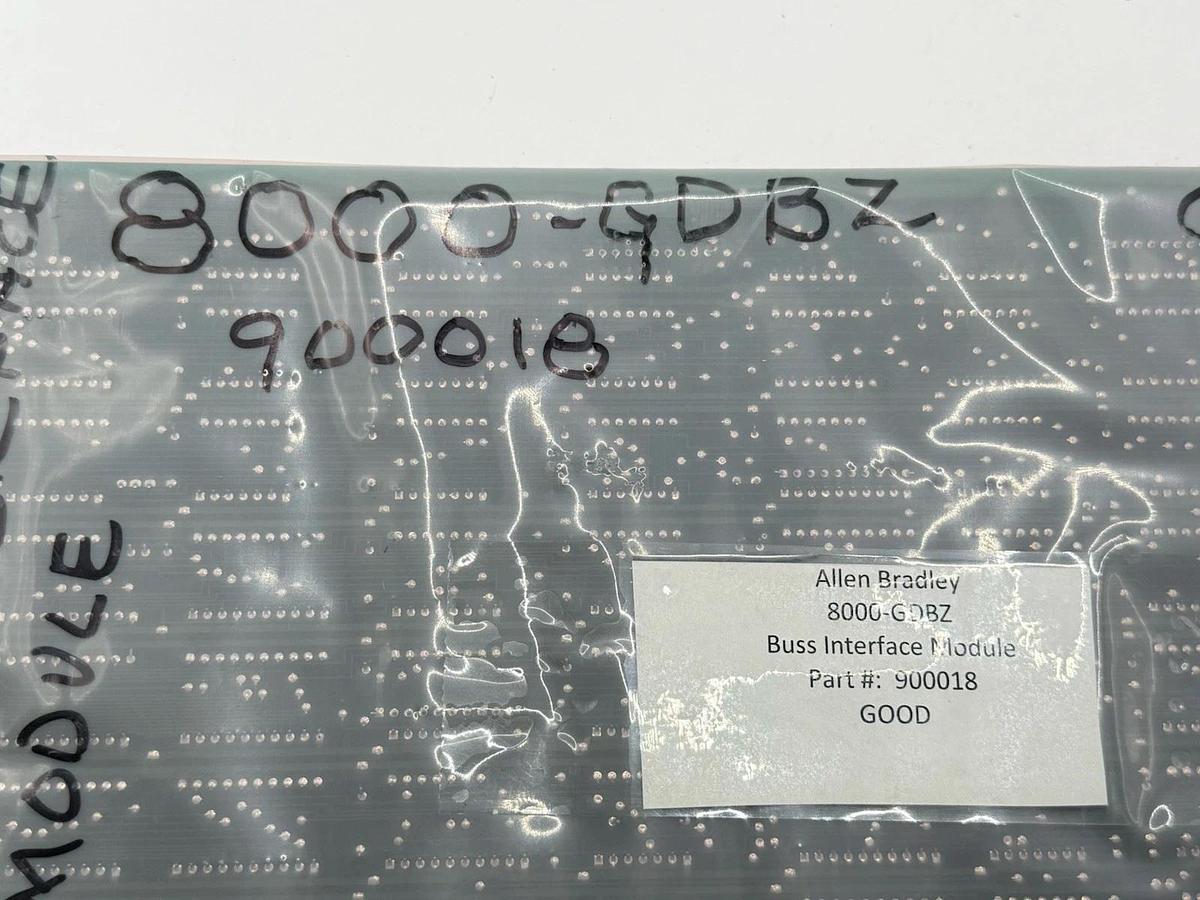 8000-GDBZ
900018
MODULE
Allen Bradley
8000-GDBZ
Buss Interface Module
Part #: 900018
GOOD